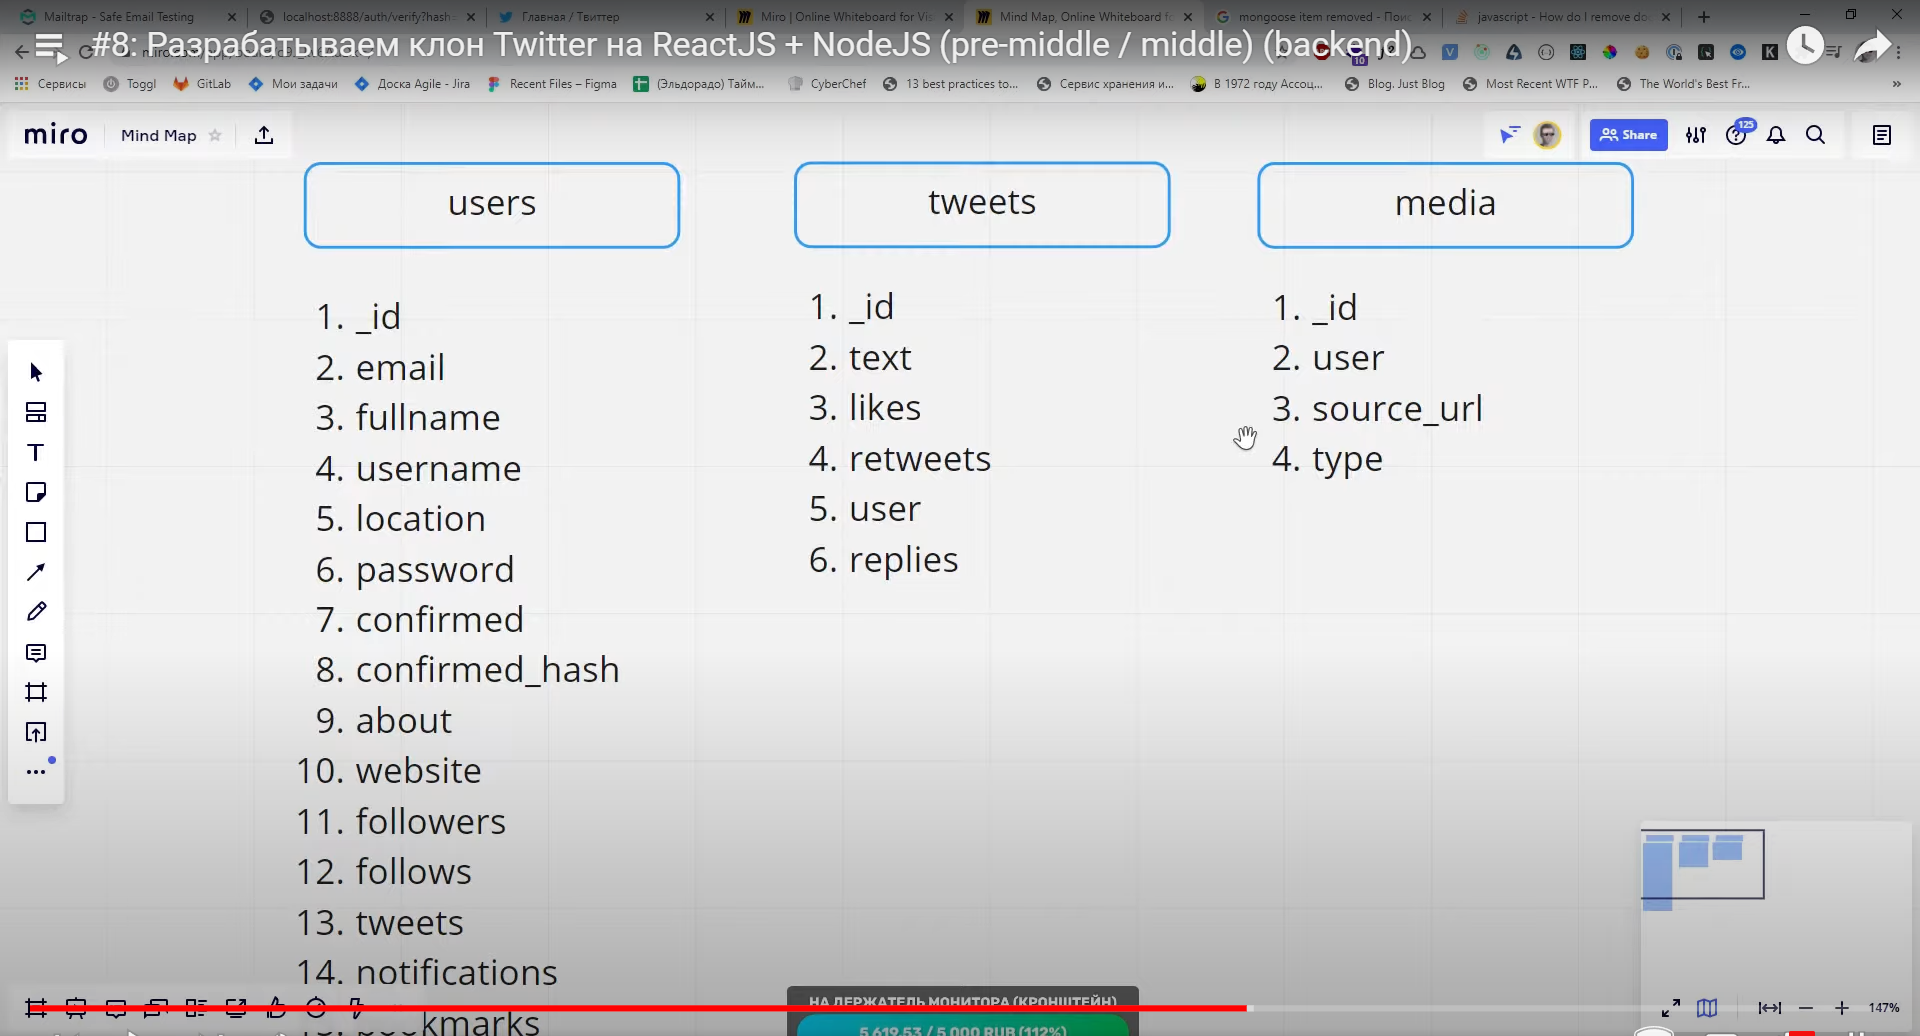 Mailtrap - Safe Email Testing
localhost:8888/auth/verify?hash=
Главная / Твиттер
Miro | Online Whiteboard for Vis
Mind Map, Online Whiteboard fo
mongoose item removed - Поис
javascript - How do I remove doc
#8: Разрабатываем клон Twitter на ReactJS + NodeJS (pre-middle / middle) (backend)
Сервисы
Toggl
GitLab
Мои задачи
Доска Agile - Jira
Recent Files – Figma
(Эльдорадо) Тайм...
CyberChef
13 best practices to...
Сервис хранения и...
В 1972 году Ассоц...
Blog. Just Blog
Most Recent WTF P...
The World's Best Fr...
miro
Mind Map
Share
125
users
1. _id
2. email
3. fullname
4. username
5. location
6. password
7. confirmed
8. confirmed_hash
9. about
10. website
11. followers
12. follows
13. tweets
14. notifications
15. bookmarks
tweets
1. _id
2. text
3. likes
4. retweets
5. user
6. replies
media
1. _id
2. user
3. source_url
4. type
НА ДЕРЖАТЕЛЬ МОНИТОРА (КРОНШТЕЙН)
5 619.53 / 5 000 RUB (112%)
147%